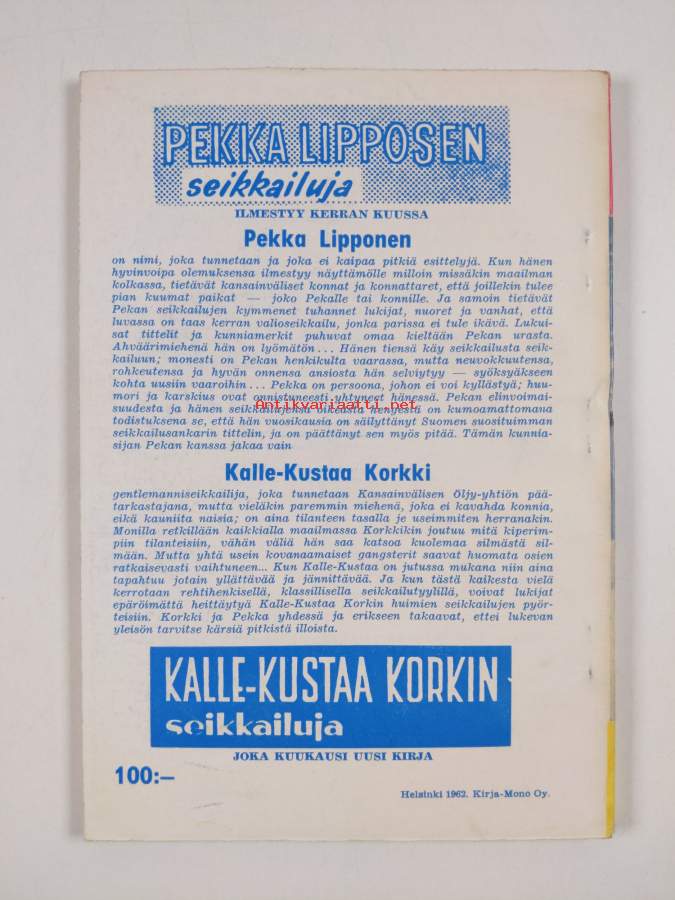 PEKKA LIPPOSEN
seikkailuja
ILMESTYY KERRAN KUUSSA
Pekka Lipponen
on nimi, joka tunnetaan ja joka ei kaipaa pitkiä esittelyjä. Kun hänen
hyvinvoipa olemuksensa ilmestyy näyttämölle milloin missäkin maailman
kolkassa, tietävät kansainväliset konnat ja konnattaret, että joillekin tulee
pian kuumat paikat — joko Pekalle tai konnille. Ja samoin tietävät
Pekan seikkailujen kymmenet tuhannet lukijat, nuoret ja vanhat, että
luvassa on taas kerran valioseikkailu, jonka parissa ei tule ikävä. Lukui-
sat tittelit ja kunniamerkit puhuvat omaa kieltään Pekan urasta.
Ahväärimiehenä hän on lyömätön... Hänen tiensä käy seikkailusta seik-
kailuun; monesti on Pekan henkikulta vaarassa, mutta neuvokkuutensa,
rohkeutensa ja hyvän onnensa ansiosta hän selviytyy — syöksyäkseen
kohta uusiin vaaroihin... Pekka on persoona, johon ei voi kyllästyä; huu-
mori ja karskius ovat onnistuneesti yhtyneet hänessä. Pekan elinvoimai-
suudesta ja hänen seikkailujensa oikeasta hengestä on kumoamattomana
todistuksena se, että hän vuosikausia on säilyttänyt Suomen suosituimman
seikkailusankarin tittelin, ja on päättänyt sen myös pitää. Tämän kunnia-
sijan Pekan kanssa jakaa vain
Antikvariaatti.net
Kalle-Kustaa Korkki
gentlemanniseikkailija, joka tunnetaan Kansainvälisen Öljy-yhtiön pää-
tarkastajana, mutta vieläkin paremmin miehenä, joka ei kavahda konnia,
eikä kauniita naisia; on aina tilanteen tasalla je useimmiten herranakin.
Monilla retkillään kaikkialla maailmassa Korkkikin joutuu mitä kiperim-
piin tilanteisiin, vähän väliä hän saa katsoa kuolemaa silmästä sil-
mään. Mutta yhtä usein kovanaamaiset gangsterit saavat huomata osien
ratkaisevasti vaihtuneen... Kun Kalle-Kustaa on jutussa mukana niin aina
tapahtuu jotain yllättävää ja jännittävää. Ja kun tästä kaikesta vielä
kerrotaan rehtihenkisellä, klassillisella seikkailutyylillä, voivat lukijat
epäröimättä heittäytyä Kalle-Kustaa Korkin huimien seikkailujen pyör-
teisiin. Korkki ja Pekka yhdessä ja erikseen takaavat, ettei lukevan
yleisön tarvitse kärsiä pitkistä illoista.
KALLE-KUSTAA KORKIN
seikkailuja
JOKA KUUKAUSI UUSI KIRJA
100:—
Helsinki 1962. Kirja-Mono Oy.